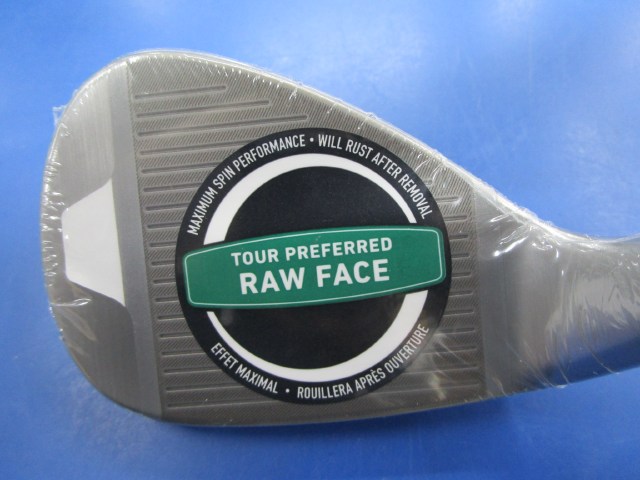 MAXIMUM SPIN PERFORMANCE • WILL RUST AFTER REMOVAL
TOUR PREFERRED
RAW FACE
EFFET MAXIMAL • ROUILLERA APRÈS OUVERTURE